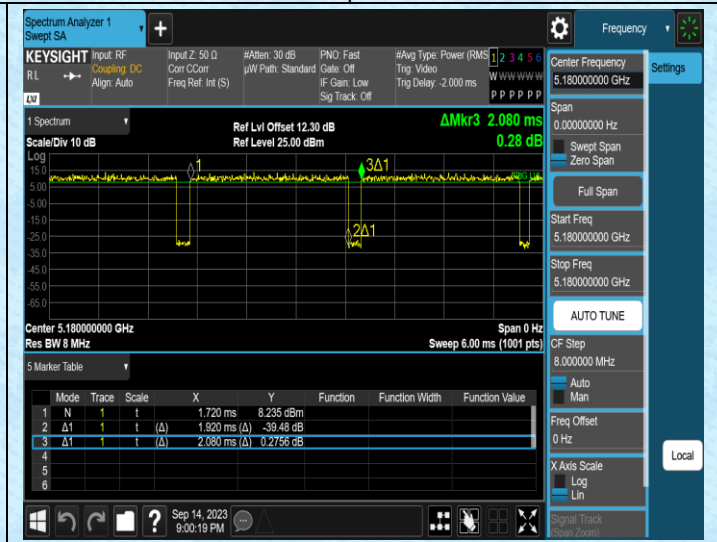 Spectrum Analyzer 1
Swept SA
Frequency
KEYSIGHT
RL
LXI
Input: RF
Coupling: DC
Align: Auto
Input Z: 50 Ω
Corr CCorr
Freq Ref: Int (S)
#Atten: 30 dB
µW Path: Standard
PNO: Fast
Gate: Off
IF Gain: Low
Sig Track: Off
#Avg Type: Power (RMS
Trig: Video
Trig Delay: -2.000 ms
1 2 3 4 5 6
W W W W W W
P P P P P P
Center Frequency
5.180000000 GHz
Settings
Span
0.00000000 Hz
Swept Span
Zero Span
Full Span
Start Freq
5.180000000 GHz
Stop Freq
5.180000000 GHz
AUTO TUNE
CF Step
8.000000 MHz
Auto
Man
Freq Offset
0 Hz
Local
X Axis Scale
Log
Lin
Signal Track
(Span Zoom)
1 Spectrum
Scale/Div 10 dB
Ref Lvl Offset 12.30 dB
Ref Level 25.00 dBm
ΔMkr3 2.080 ms
0.28 dB
Log
15.0
5.00
-5.00
-15.0
-25.0
-35.0
-45.0
-55.0
-65.0
1
3Δ1
2Δ1
Center 5.180000000 GHz
Res BW 8 MHz
Span 0 Hz
Sweep 6.00 ms (1001 pts)
5 Marker Table
Mode Trace Scale X Y Function Function Width Function Value
1 N 1 t 1.720 ms 8.235 dBm
2 Δ1 1 t (Δ) 1.920 ms (Δ) -39.48 dB
3 Δ1 1 t (Δ) 2.080 ms (Δ) 0.2756 dB
4
5
6
?
Sep 14, 2023
9:00:19 PM